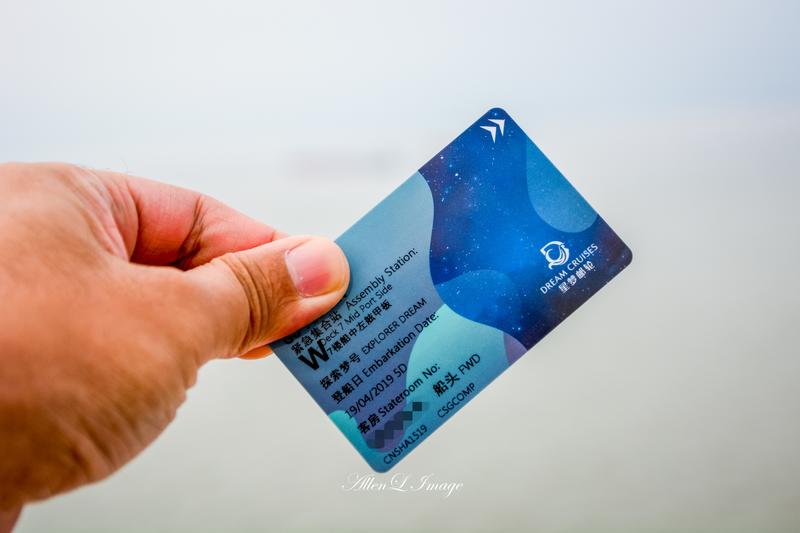 紧急集合站 Assembly Station:
W Deck 7 Mid Port Side
7楼船中左舷甲板
探索梦号 EXPLORER DREAM
登船日 Embarkation Date:
19/04/2019 5D
客房 Stateroom No:
船头 FWD
CNSHA1519 CSGCOMP
DREAM CRUISES
星梦邮轮
Allen L Image